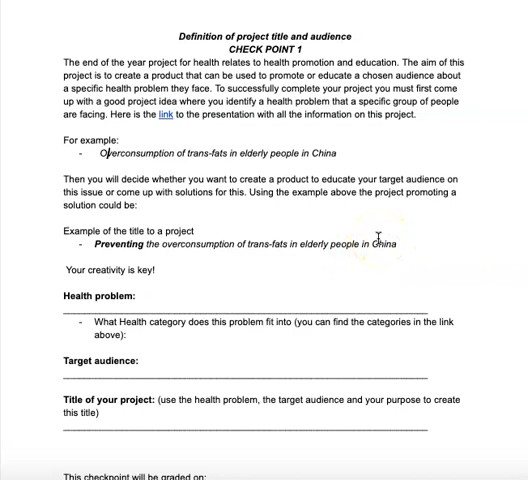 Definition of project title and audience
CHECK POINT 1
The end of the year project for health relates to health promotion and education. The aim of this
project is to create a product that can be used to promote or educate a chosen audience about
a specific health problem they face. To successfully complete your project you must first come
up with a good project idea where you identify a health problem that a specific group of people
are facing. Here is the link to the presentation with all the information on this project.
For example:
- Overconsumption of trans-fats in elderly people in China
Then you will decide whether you want to create a product to educate your target audience on
this issue or come up with solutions for this. Using the example above the project promoting a
solution could be:
Example of the title to a project
- Preventing the overconsumption of trans-fats in elderly people in China
Your creativity is key!
Health problem:
- What Health category does this problem fit into (you can find the categories in the link
above):
Target audience:
Title of your project: (use the health problem, the target audience and your purpose to create
this title)
This checkpoint will be graded on: